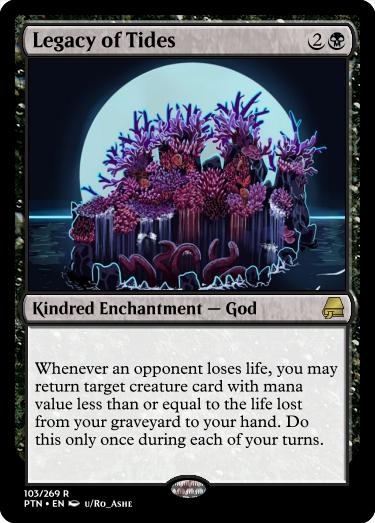 Legacy of Tides 2
Kindred Enchantment — God
Whenever an opponent loses life, you may
return target creature card with mana
value less than or equal to the life lost
from your graveyard to your hand. Do
this only once during each of your turns.
103/269 R
PTN • EN u/Ro_Ashe